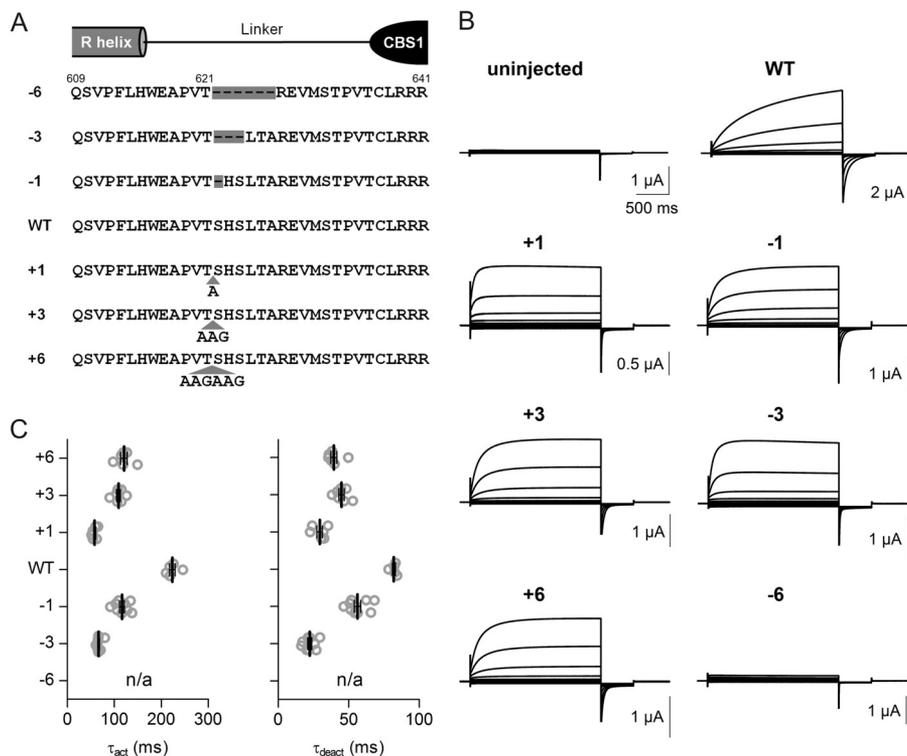 A
R helix
Linker
CBS1
609 621 641
-6 QSVPFLHWEAPVT------REVMSTPVTCLRRR
-3 QSVPFLHWEAPVT---LTAREVMSTPVTCLRRR
-1 QSVPFLHWEAPVT-HSLTAREVMSTPVTCLRRR
WT QSVPFLHWEAPVTSHSLTAREVMSTPVTCLRRR
+1 QSVPFLHWEAPVTSHSLTAREVMSTPVTCLRRR
A
+3 QSVPFLHWEAPVTSHSLTAREVMSTPVTCLRRR
AAG
+6 QSVPFLHWEAPVTSHSLTAREVMSTPVTCLRRR
AAGAAG
B
uninjected
WT
1 µA
500 ms
2 µA
+1
-1
0.5 µA
1 µA
+3
-3
1 µA
1 µA
+6
-6
1 µA
1 µA
C
+6
+3
+1
WT
-1
-3
-6
n/a
n/a
0 100 200 300
0 50 100
τact (ms)
τdeact (ms)